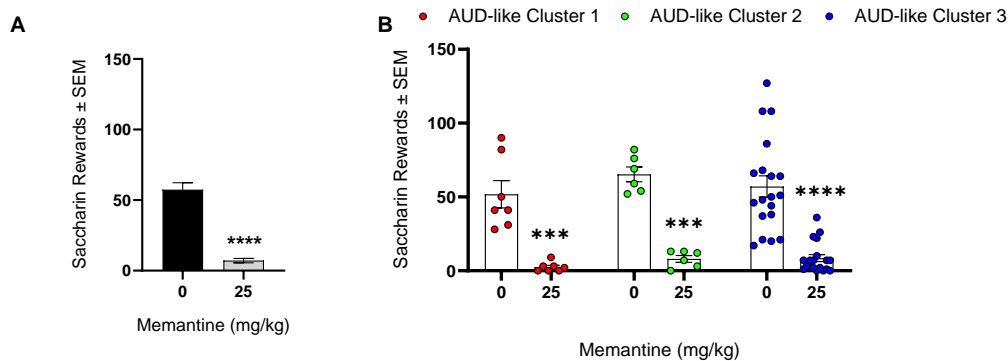 A
Saccharin Rewards ± SEM
150
100
50
0
****
0 25
Memantine (mg/kg)
B
AUD-like Cluster 1 AUD-like Cluster 2 AUD-like Cluster 3
Saccharin Rewards ± SEM
150
100
50
0
*** *** ****
0 25 0 25 0 25
Memantine (mg/kg)